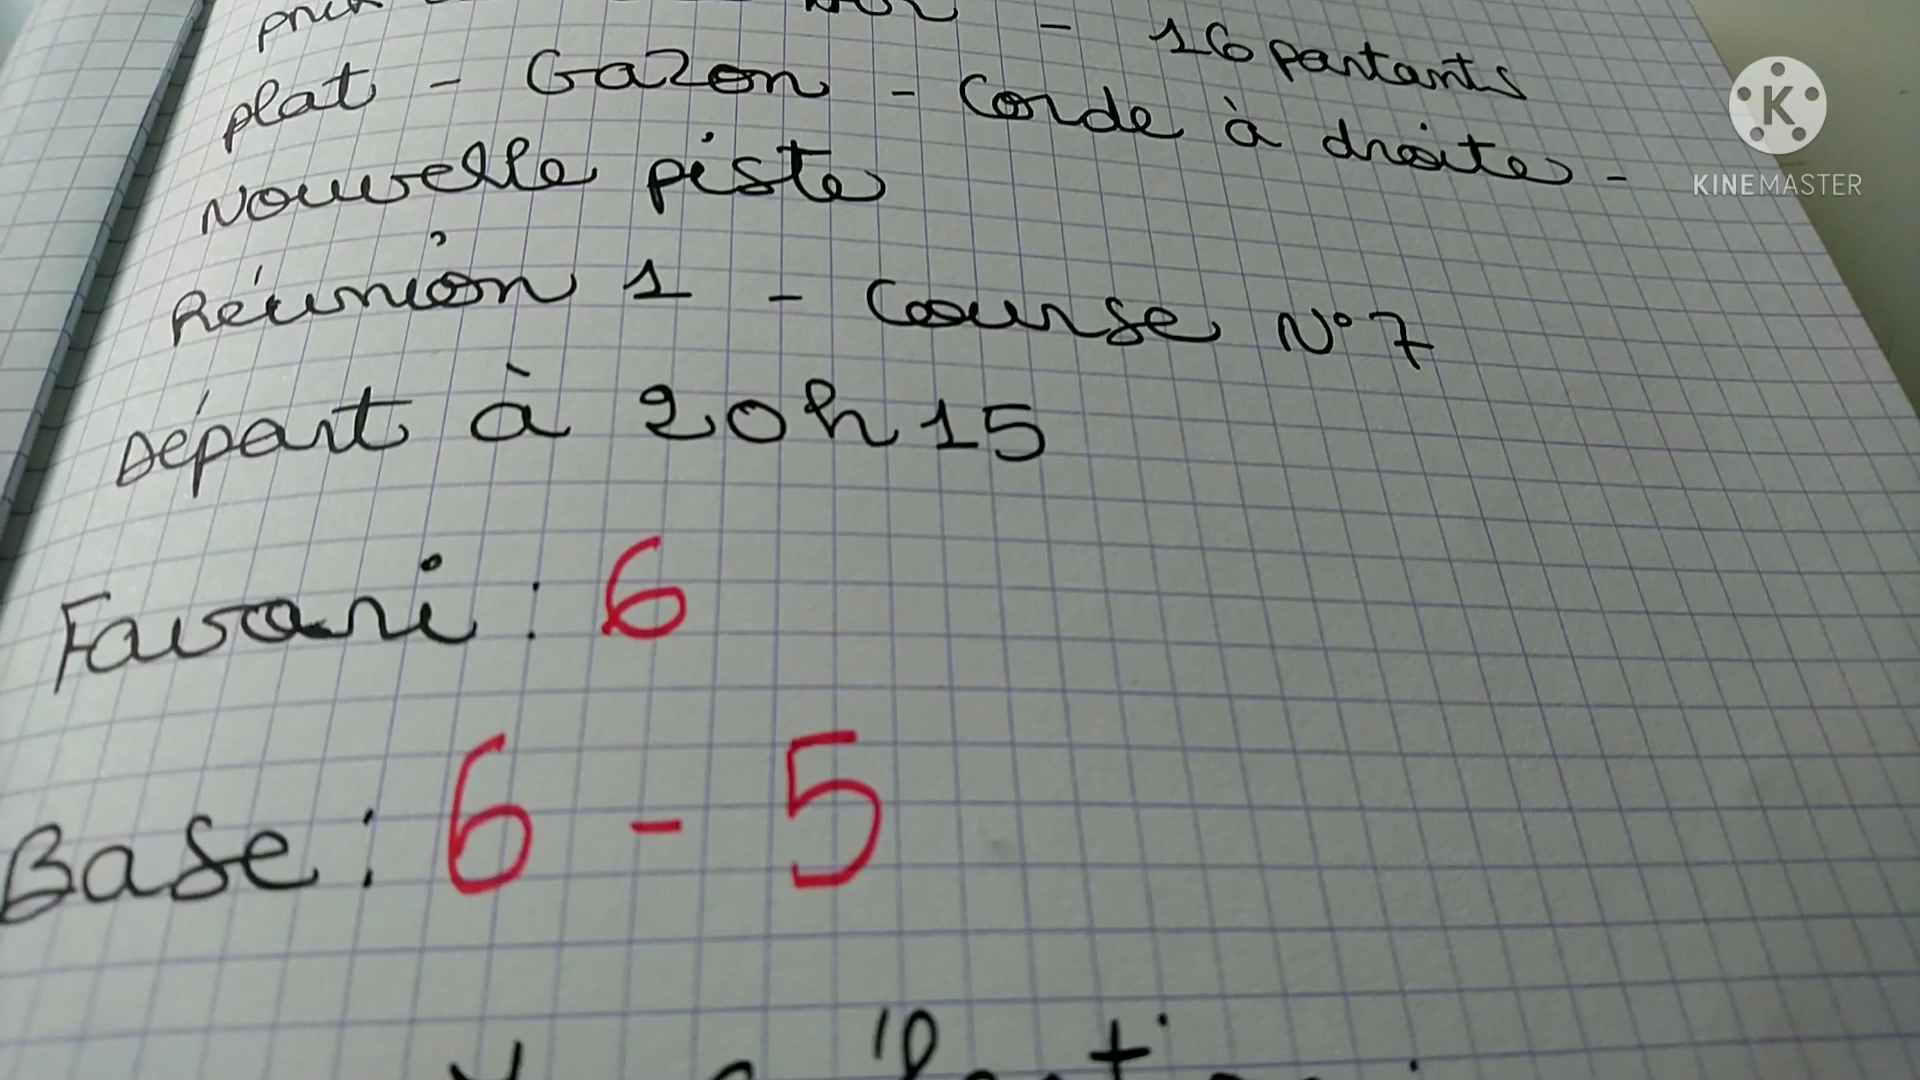 - 16 partants
plat - Gazon - Corde à droite -
Nouvelle piste
Réunion 1 - Course N°7
Départ à 20h15
Favori : 6
Base : 6 - 5
KINEMASTER